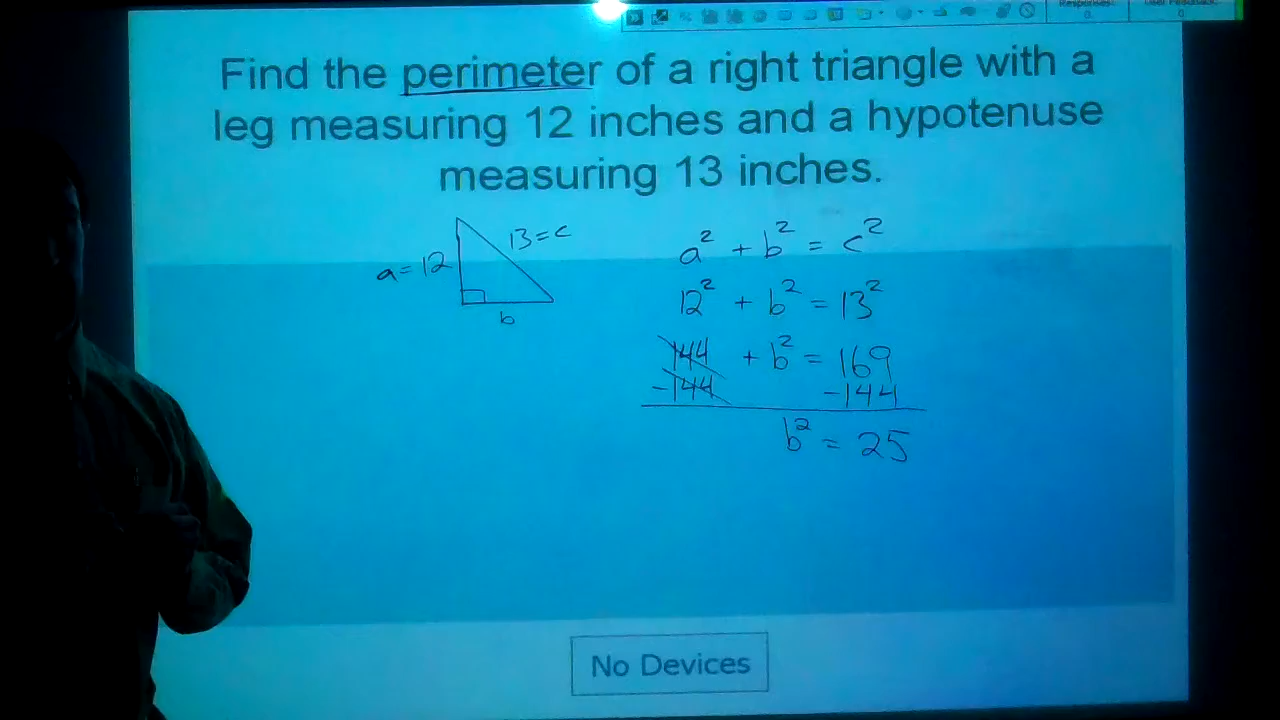 Find the perimeter of a right triangle with a
leg measuring 12 inches and a hypotenuse
measuring 13 inches.
a = 12
13 = c
b
a² + b² = c²
12² + b² = 13²
144 + b² = 169
-144 -144
b² = 25
No Devices